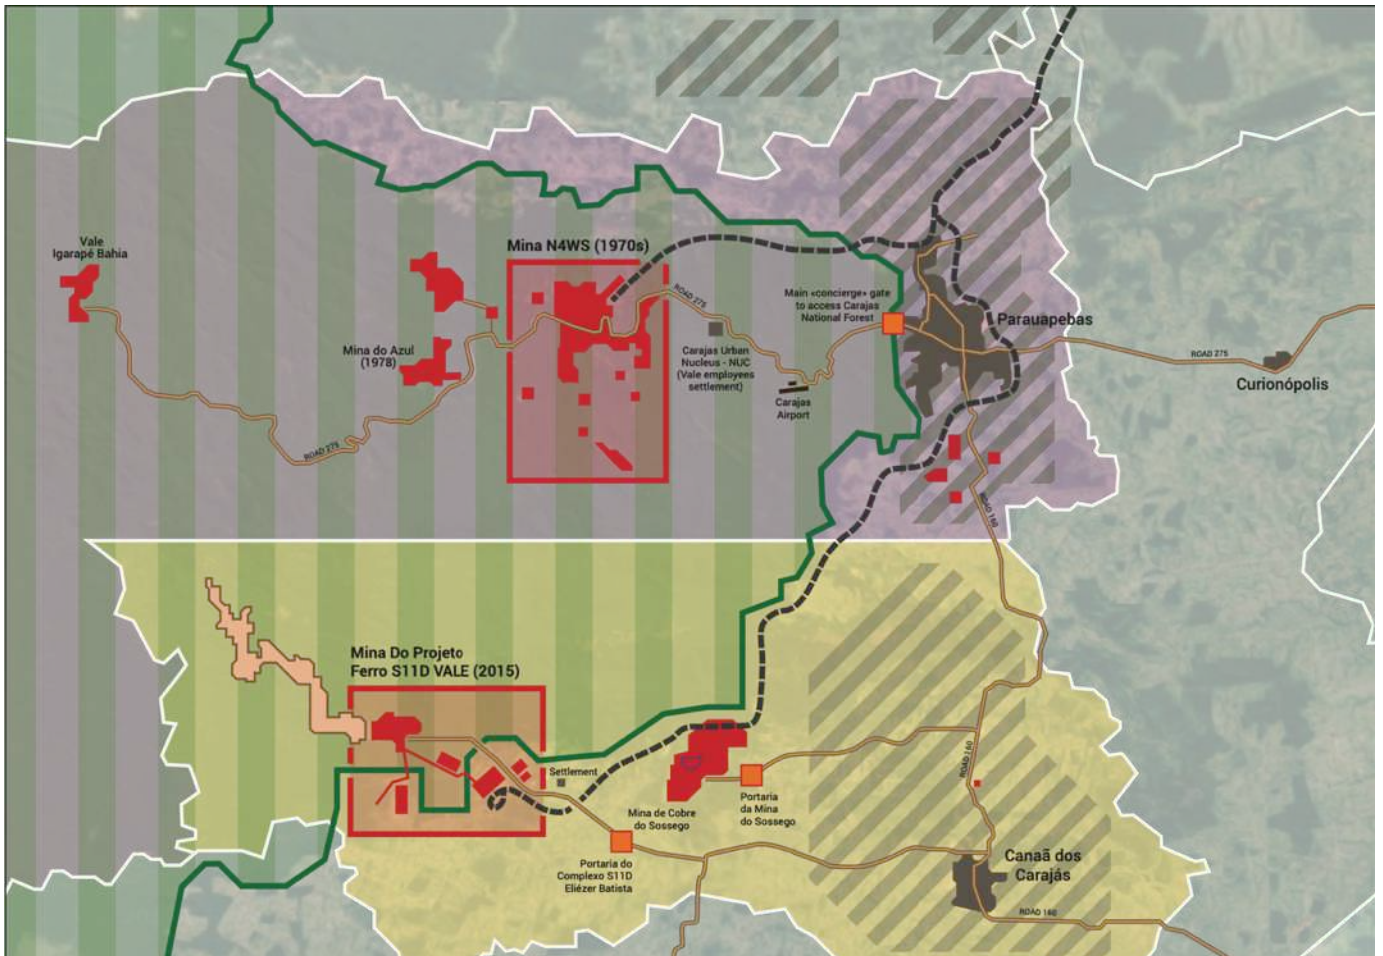 Vale
Igarapé Bahia
Mina N4WS (1970s)
ROAD 275
Main «concierge» gate
to access Carajas
National Forest
Parauapebas
Mina do Azul
(1978)
Carajas Urban
Nucleus - NUC
(Vale employees
settlement)
Carajas
Airport
ROAD 275
Curionópolis
ROAD 275
ROAD 160
Mina Do Projeto
Ferro S11D VALE (2015)
Settlement
ROAD 160
Mina de Cobre
do Sossego
Portaria
da Mina
do Sossego
Portaria do
Complexo S11D
Eliézer Batista
Canaã dos
Carajás
ROAD 160